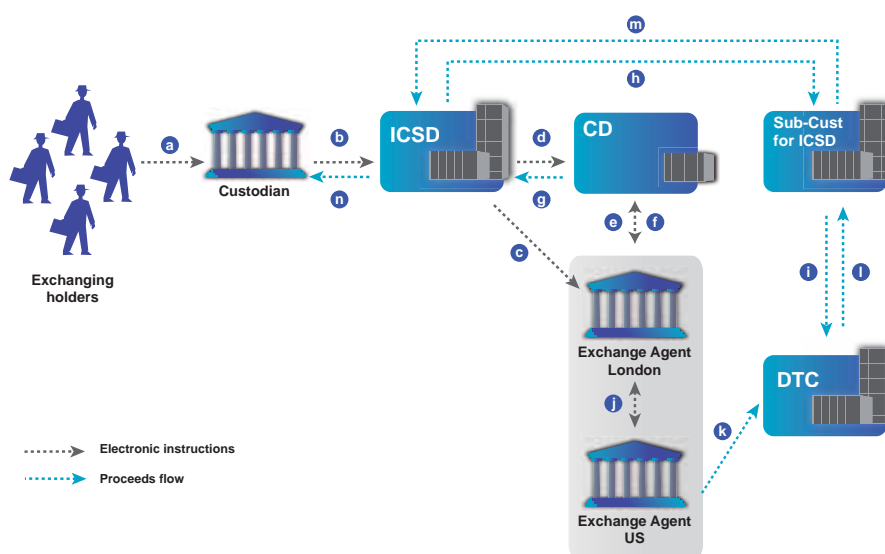 m
h
a
b
ICSD
d
CD
Sub-Cust
for ICSD
Custodian
n
g
e
f
c
i
l
Exchanging
holders
Exchange Agent
London
DTC
j
k
Electronic instructions
Proceeds flow
Exchange Agent
US